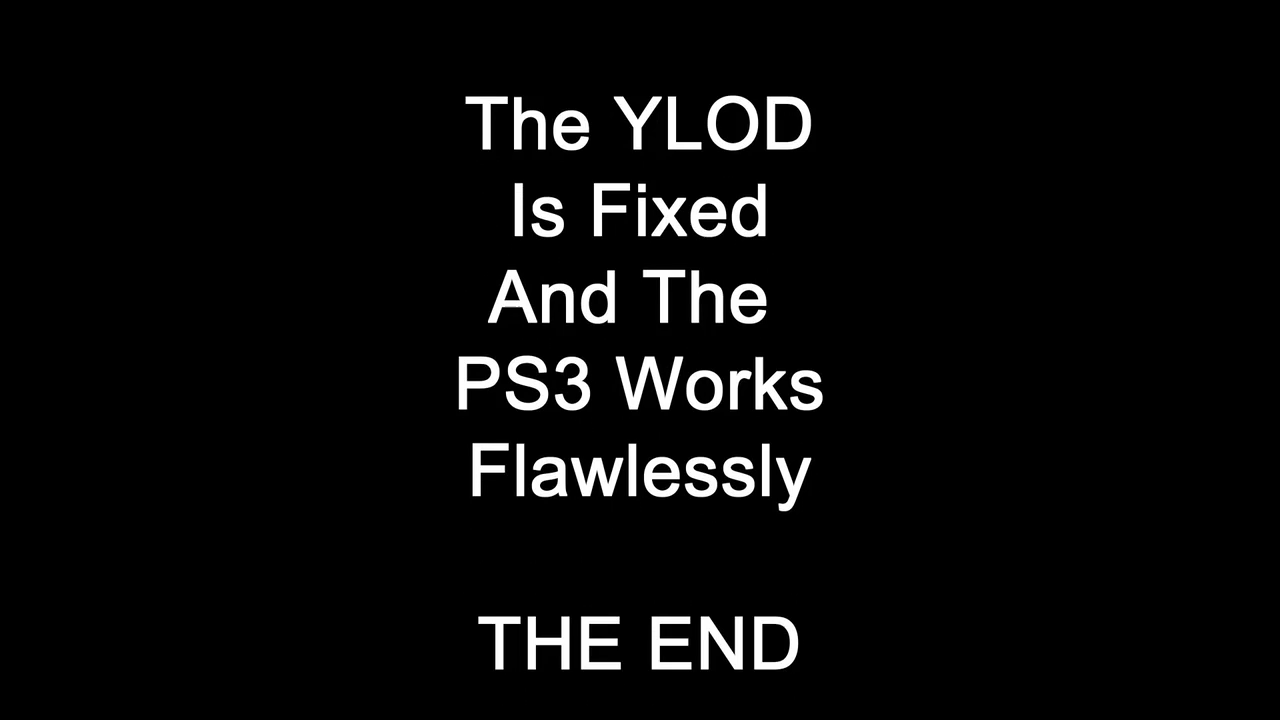 The YLOD
Is Fixed
And The
PS3 Works
Flawlessly
THE END